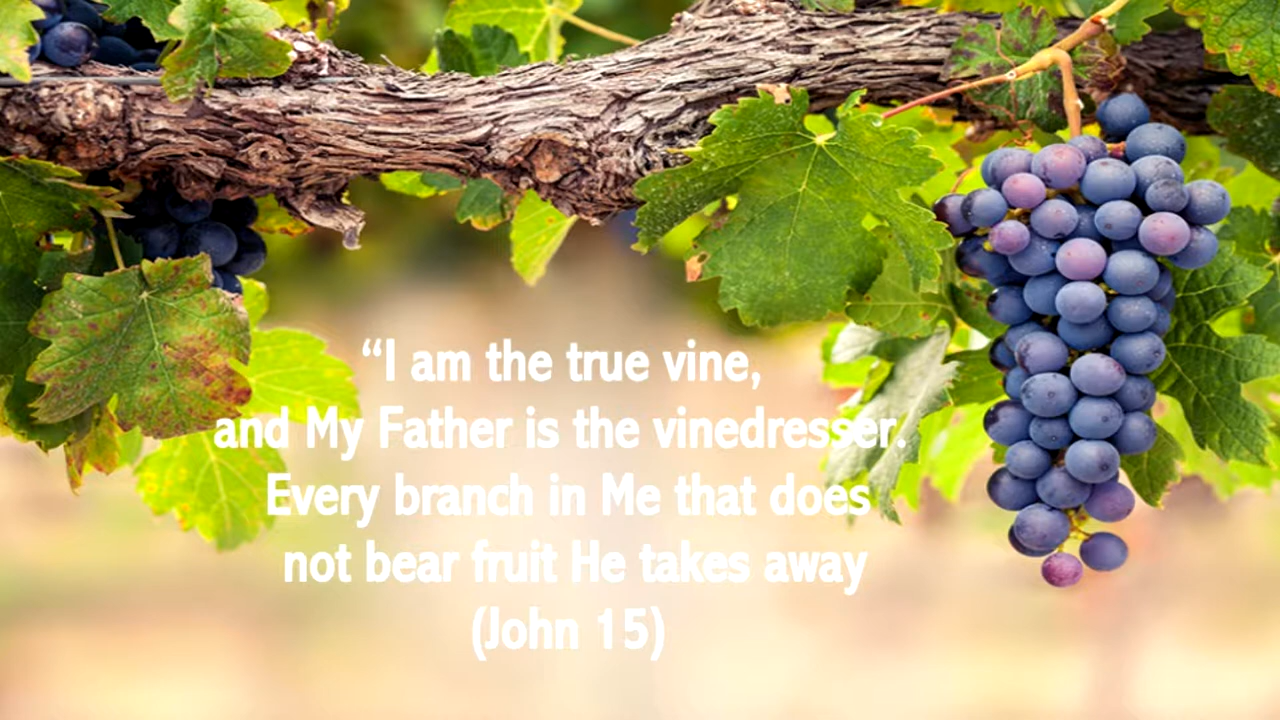 “I am the true vine,
and My Father is the vinedresser.
Every branch in Me that does
not bear fruit He takes away
(John 15)